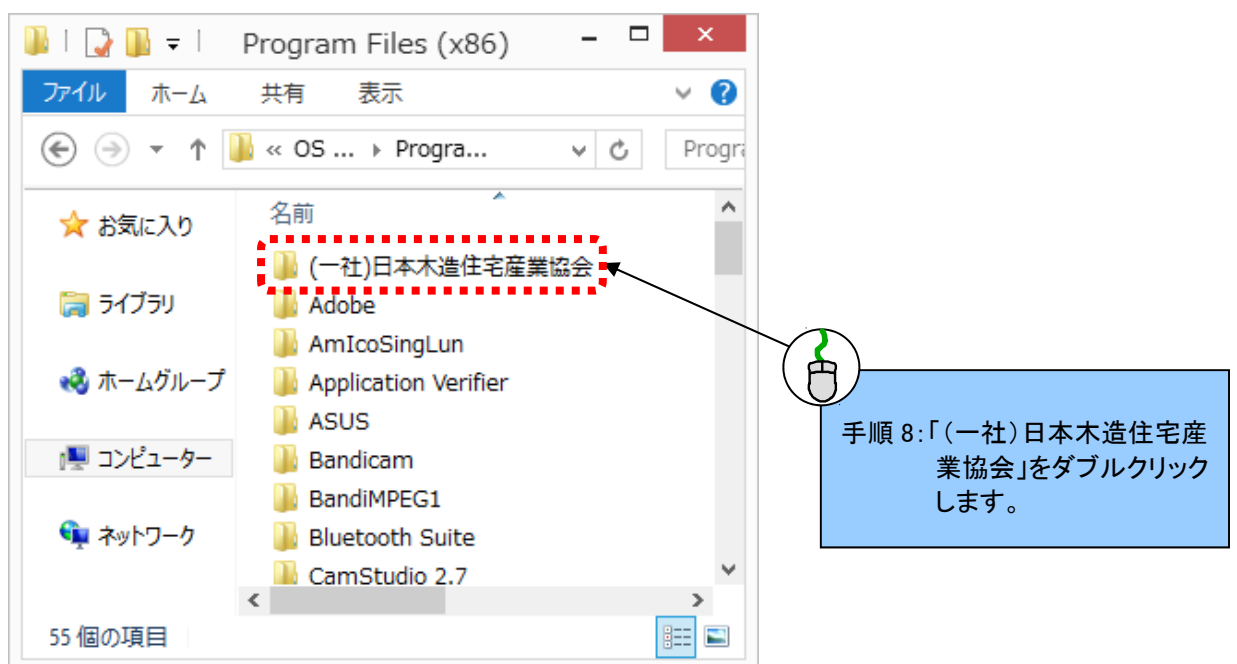 Program Files (x86)
ファイル ホーム 共有 表示
« OS ... Progra... Progra
お気に入り
ライブラリ
ホームグループ
コンピューター
ネットワーク
名前
(一社)日本木造住宅産業協会
Adobe
AmIcoSingLun
Application Verifier
ASUS
Bandicam
BandiMPEG1
Bluetooth Suite
CamStudio 2.7
55 個の項目
手順 8:「(一社)日本木造住宅産
業協会」をダブルクリック
します。